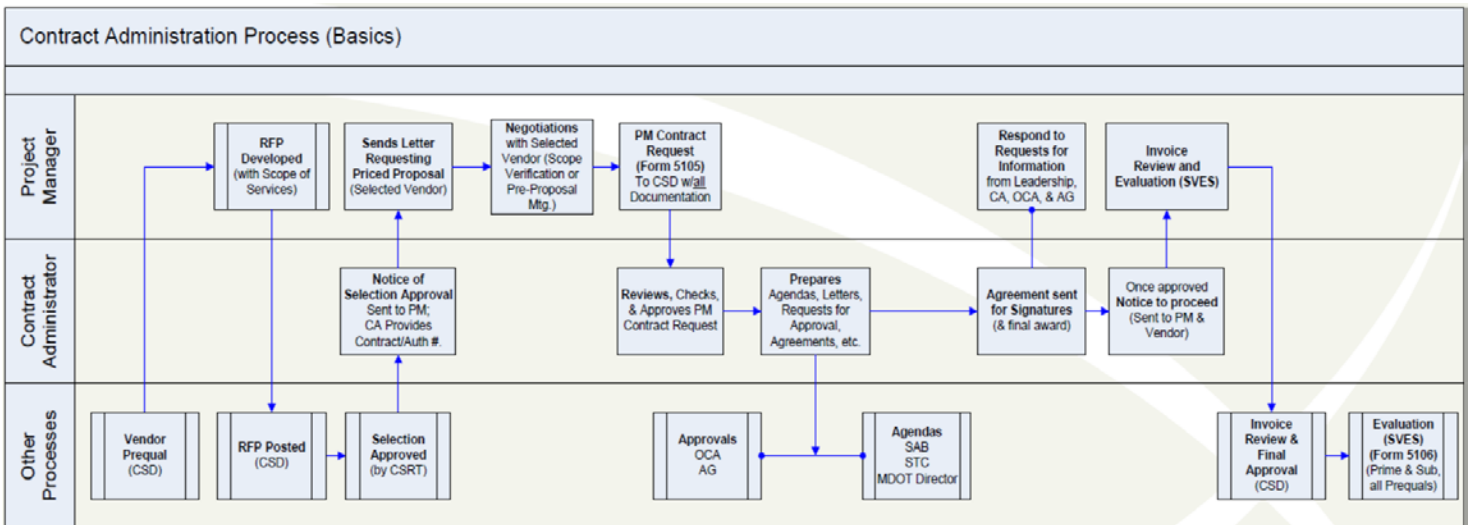 Contract Administration Process (Basics)
Project
Manager
RFP
Developed
(with Scope of
Services)
Sends Letter
Requesting
Priced Proposal
(Selected Vendor)
Negotiations
with Selected
Vendor (Scope
Verification or
Pre-Proposal
Mtg.)
PM Contract
Request
(Form 5105)
To CSD w/all
Documentation
Respond to
Requests for
Information
from Leadership,
CA, OCA, & AG
Invoice
Review and
Evaluation (SVES)
Contract
Administrator
Notice of
Selection Approval
Sent to PM;
CA Provides
Contract/Auth #.
Reviews, Checks,
& Approves PM
Contract Request
Prepares
Agendas, Letters,
Requests for
Approval,
Agreements, etc.
Agreement sent
for Signatures
(& final award)
Once approved
Notice to proceed
(Sent to PM &
Vendor)
Other
Processes
Vendor
Prequal
(CSD)
RFP Posted
(CSD)
Selection
Approved
(by CSRT)
Approvals
OCA
AG
Agendas
SAB
STC
MDOT Director
Invoice
Review &
Final
Approval
(CSD)
Evaluation
(SVES)
(Form 5106)
(Prime & Sub,
all Prequals)